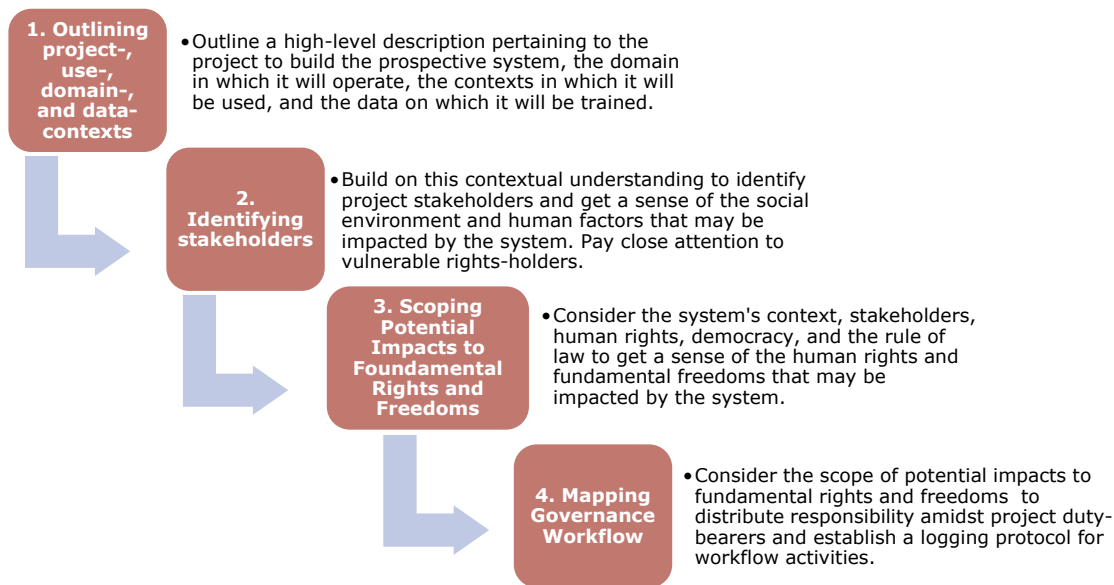 1. Outlining
project-,
use-,
domain-,
and data-
contexts
•Outline a high-level description pertaining to the
project to build the prospective system, the domain
in which it will operate, the contexts in which it will
be used, and the data on which it will be trained.
2.
Identifying
stakeholders
•Build on this contextual understanding to identify
project stakeholders and get a sense of the social
environment and human factors that may be
impacted by the system. Pay close attention to
vulnerable rights-holders.
3. Scoping
Potential
Impacts to
Foundamental
Rights and
Freedoms
•Consider the system's context, stakeholders,
human rights, democracy, and the rule of
law to get a sense of the human rights and
fundamental freedoms that may be
impacted by the system.
4. Mapping
Governance
Workflow
•Consider the scope of potential impacts to
fundamental rights and freedoms to
distribute responsibility amidst project duty-
bearers and establish a logging protocol for
workflow activities.